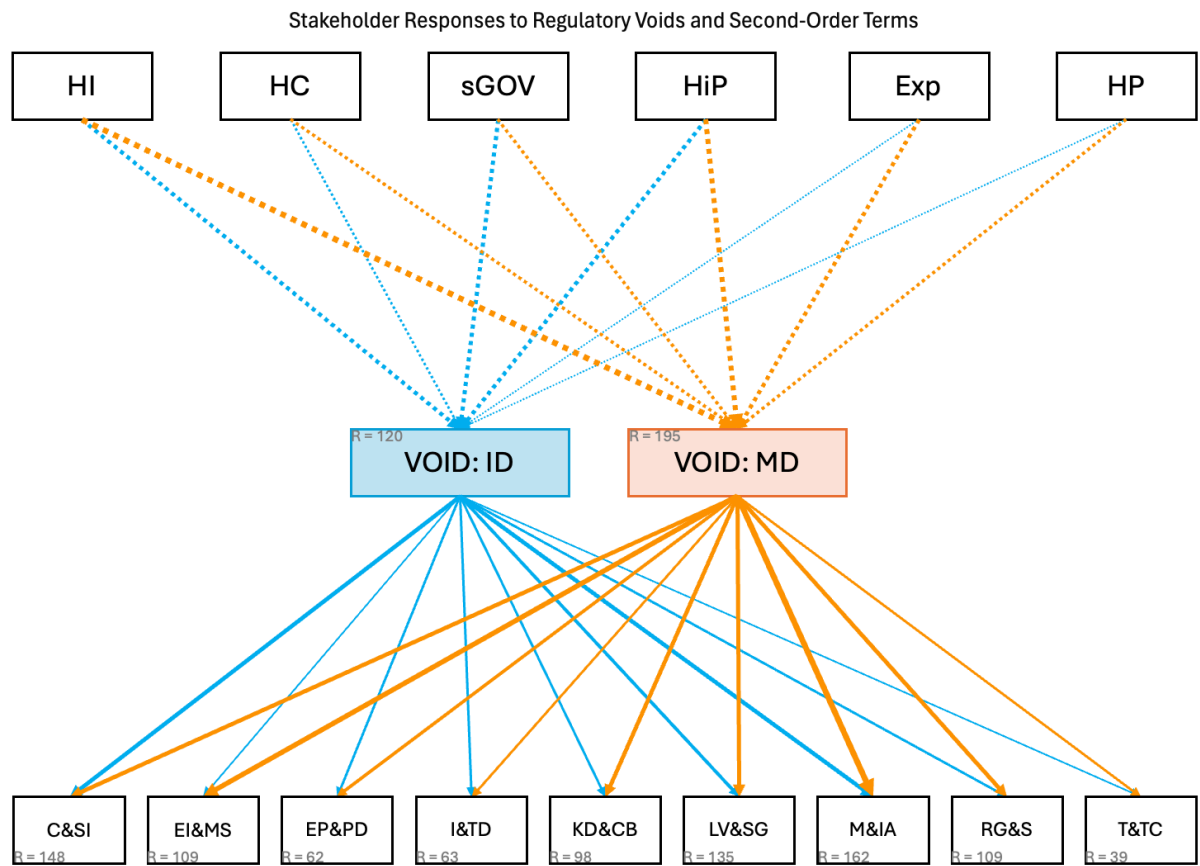 Stakeholder Responses to Regulatory Voids and Second-Order Terms
HI
HC
sGOV
HiP
Exp
HP
R = 120
VOID: ID
R = 195
VOID: MD
C&SI
R = 148
EI&MS
R = 109
EP&PD
R = 62
I&TD
R = 63
KD&CB
R = 98
LV&SG
R = 135
M&IA
R = 162
RG&S
R = 109
T&TC
R = 39